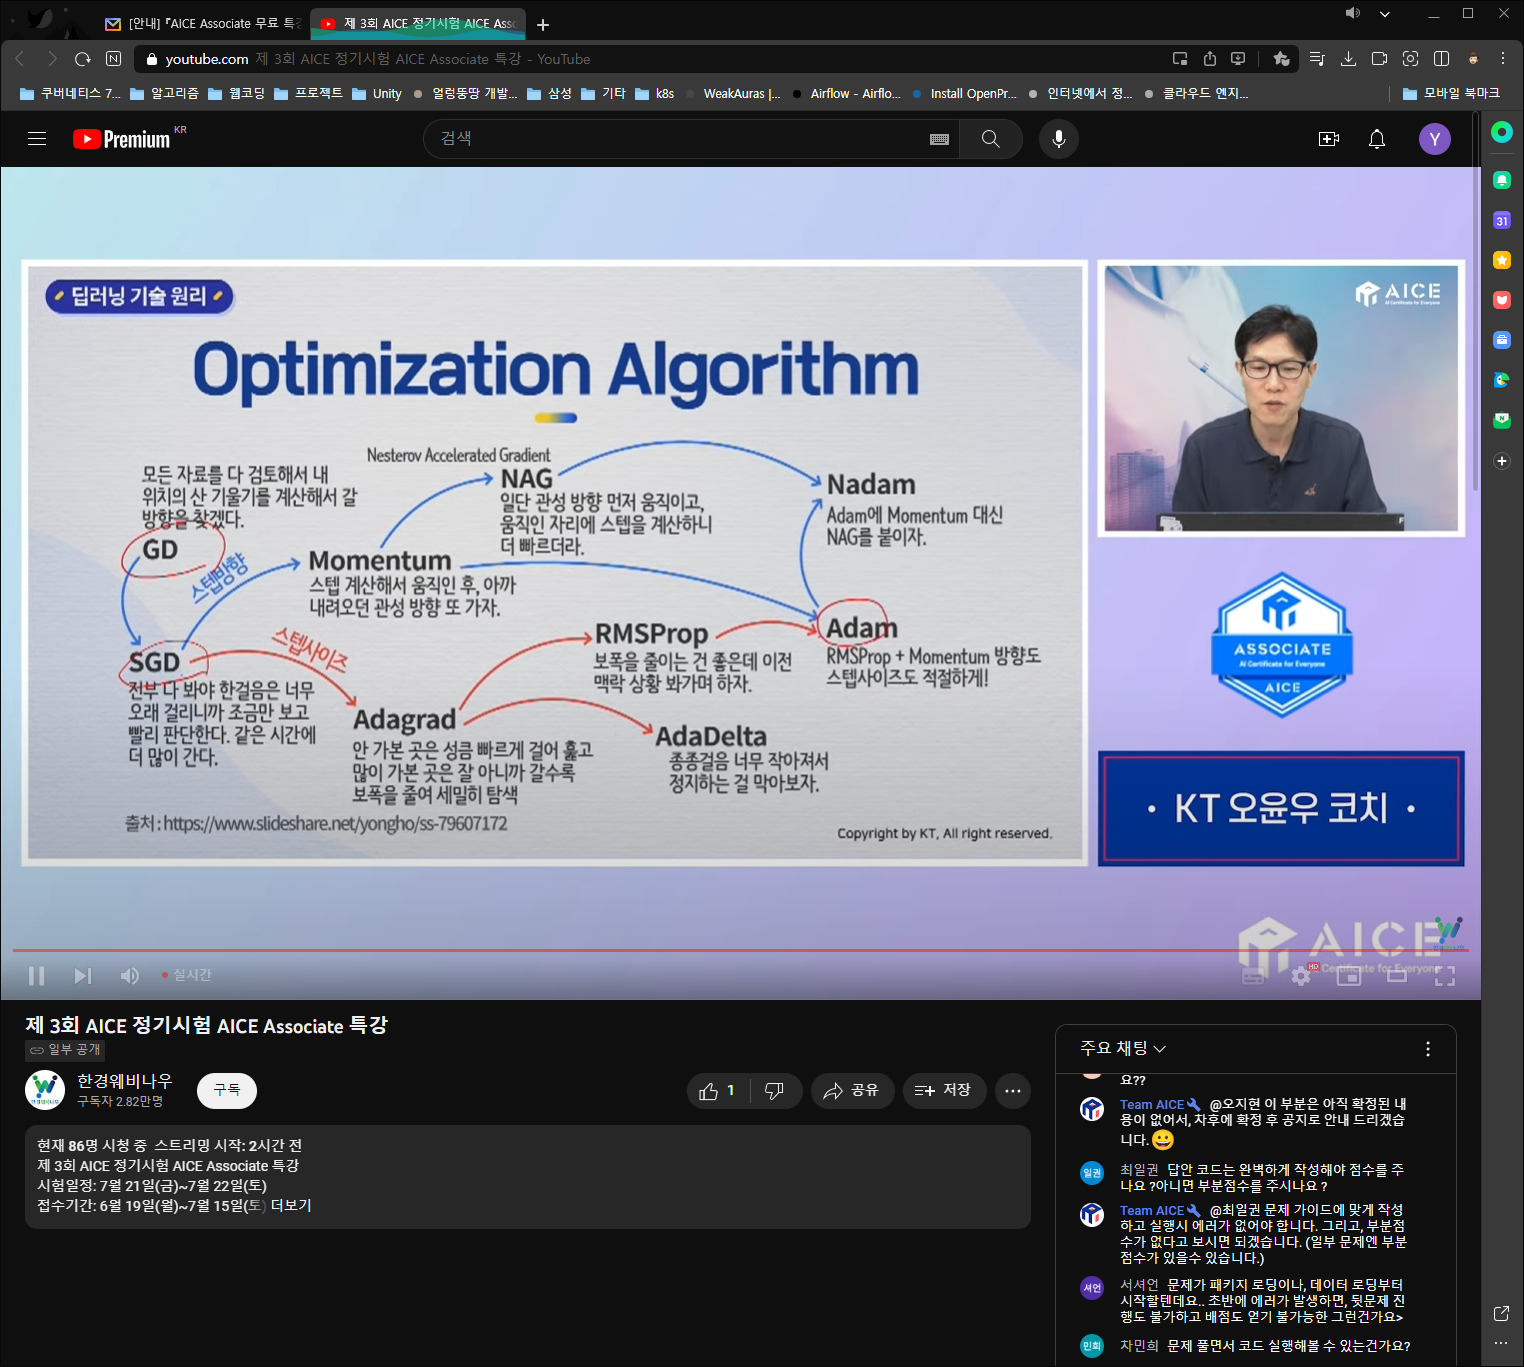 [안내]『AICE Associate 무료 특강
제 3회 AICE 정기시험 AICE Asso
youtube.com 제 3회 AICE 정기시험 AICE Associate 특강 - YouTube
쿠버네티스 7... 알고리즘 웹코딩 프로젝트 Unity 얼렁뚱땅 개발... 삼성 기타 k8s WeakAuras |... Airflow - Airflo... Install OpenPr... 인터넷에서 정... 클라우드 엔지... 모바일 북마크
Premium KR
검색
Y
31
딥러닝 기술 원리
Optimization Algorithm
Nesterov Accelerated Gradient
NAG
일단 관성 방향 먼저 움직이고,
움직인 자리에 스텝을 계산하니
더 빠르더라.
모든 자료를 다 검토해서 내
위치의 산 기울기를 계산해서 갈
방향을 찾겠다.
GD
스텝방향
Momentum
스텝 계산해서 움직인 후, 아까
내려오던 관성 방향 또 가자.
Nadam
Adam에 Momentum 대신
NAG를 붙이자.
SGD
전부 다 봐야 한걸음은 너무
오래 걸리니까 조금만 보고
빨리 판단한다. 같은 시간에
더 많이 간다.
스텝사이즈
RMSProp
보폭을 줄이는 건 좋은데 이전
맥락 상황 봐가며 하자.
Adam
RMSProp + Momentum 방향도
스텝사이즈도 적절하게!
Adagrad
안 가본 곳은 성큼 빠르게 걸어 훑고
많이 가본 곳은 잘 아니까 갈수록
보폭을 줄여 세밀히 탐색
AdaDelta
종종걸음 너무 작아져서
정지하는 걸 막아보자.
출처 : https://www.slideshare.net/yongho/ss-79607172
Copyright by KT, All right reserved.
AICE
AI Certificate for Everyone
ASSOCIATE
AI Certificate for Everyone
AICE
· KT 오윤우 코치 ·
AICE
Certificate for Everyone
실시간
HD
제 3회 AICE 정기시험 AICE Associate 특강
일부 공개
한경웨비나우
구독자 2.82만명
구독
1
공유
저장
현재 86명 시청 중 스트리밍 시작: 2시간 전
제 3회 AICE 정기시험 AICE Associate 특강
시험일정: 7월 21일(금)~7월 22일(토)
접수기간: 6월 19일(월)~7월 15일(토) 더보기
주요 채팅
요??
Team AICE @오지현 이 부분은 아직 확정된 내
용이 없어서, 차후에 확정 후 공지로 안내 드리겠습
니다.😀
일권 최일권 답안 코드는 완벽하게 작성해야 점수를 주
나요 ?아니면 부분점수를 주시나요 ?
Team AICE @최일권 문제 가이드에 맞게 작성
하고 실행시 에러가 없어야 합니다. 그리고, 부분점
수가 없다고 보시면 되겠습니다. (일부 문제엔 부분
점수가 있을수 있습니다.)
셔언 서셔언 문제가 패키지 로딩이나, 데이터 로딩부터
시작할텐데요.. 초반에 에러가 발생하면, 뒷문제 진
행도 불가하고 배점도 얻기 불가능한 그런건가요>
민희 차민희 문제 풀면서 코드 실행해볼 수 있는건가요?